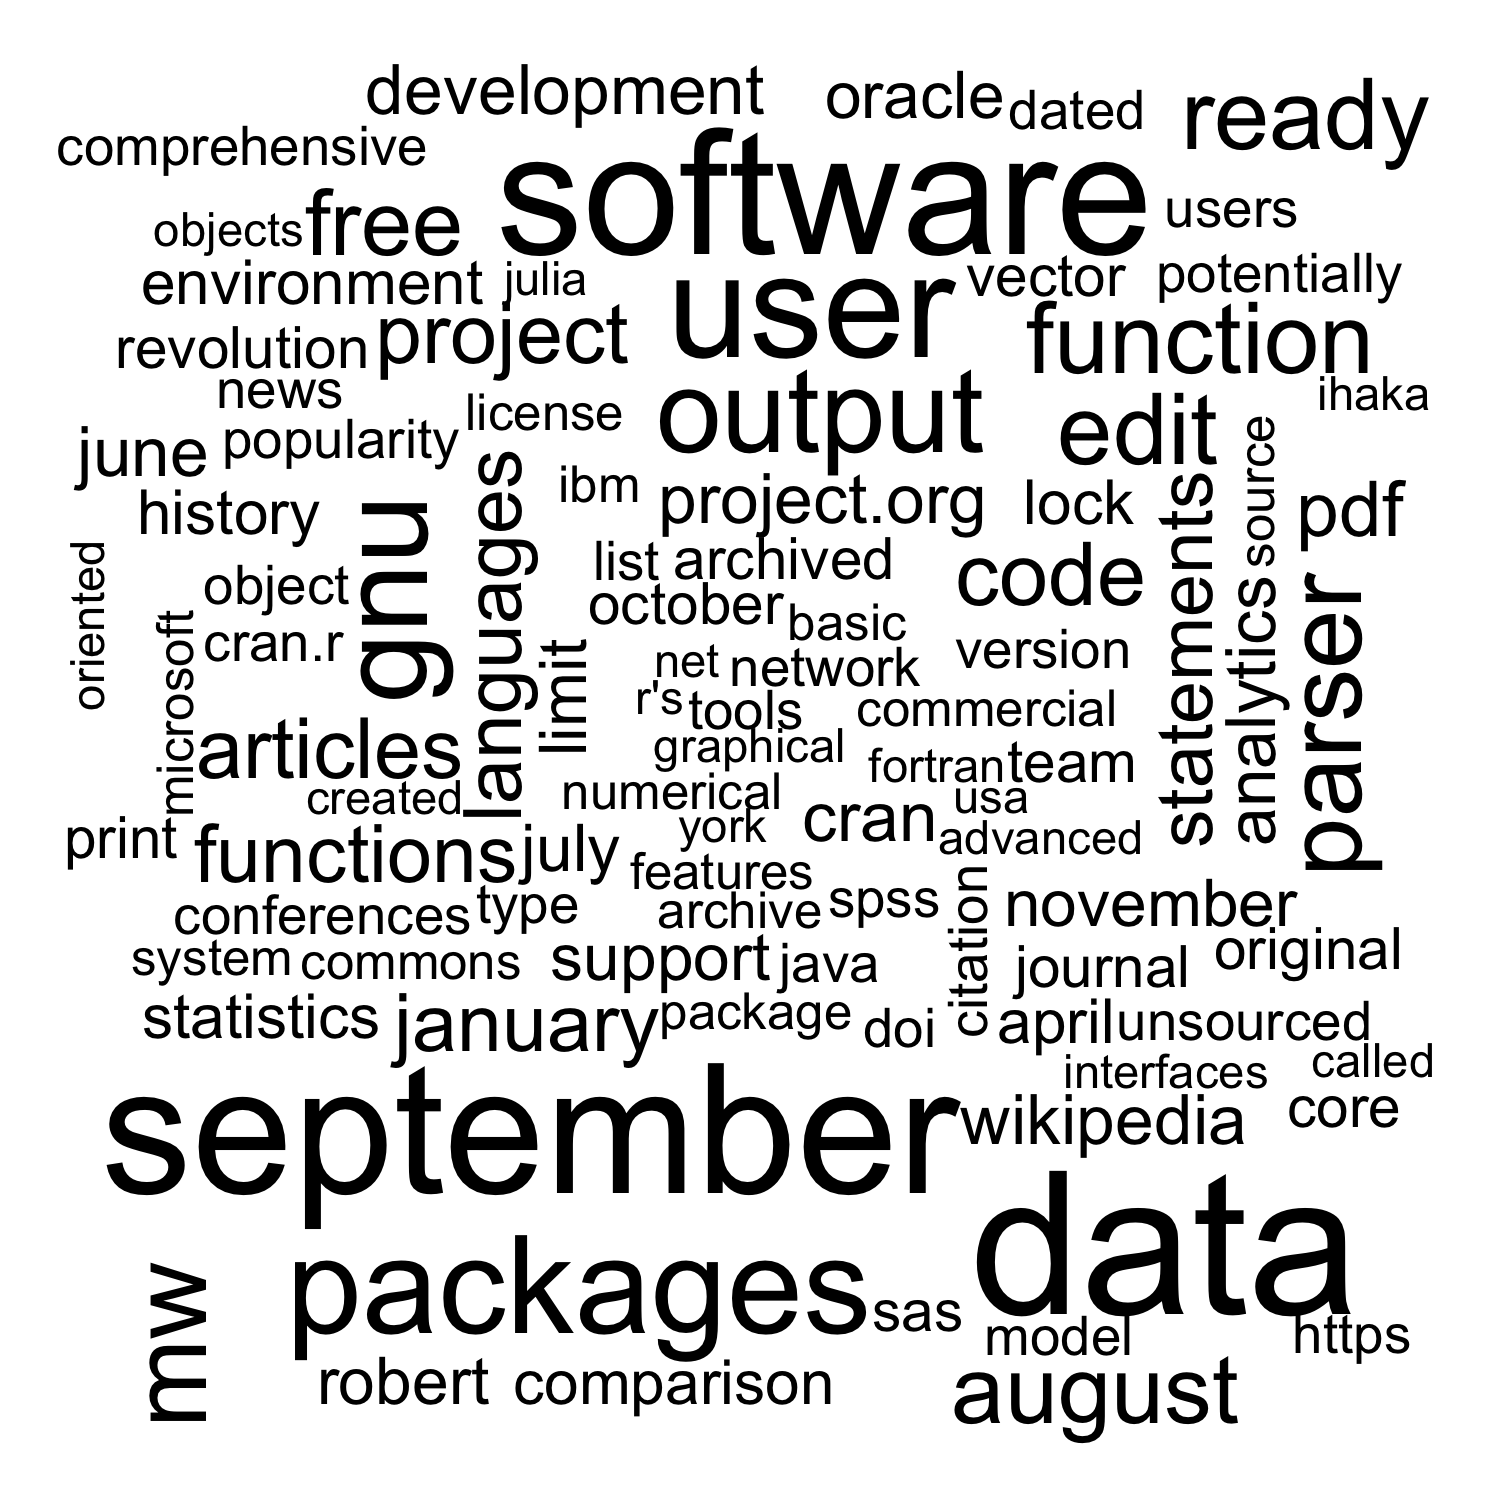 development
oracle
dated
ready
comprehensive
software
objects
free
users
environment
julia
user
vector
potentially
revolution
project
function
news
license
output
edit
ihaka
june
popularity
languages
ibm
project.org
lock
statements
source
pdf
history
gnu
oriented
object
list
archived
code
october
basic
microsoft
cran.r
limit
net
network
version
analytics
parser
r's
tools
commercial
articles
graphical
fortran
team
created
numerical
usa
print
functions
july
york
cran
advanced
features
conferences
type
archive
spss
citation
november
system
commons
support
java
journal
original
statistics
january
package
doi
april
unsourced
interfaces
called
september
wikipedia
core
data
mw
packages
sas
model
https
robert
comparison
august